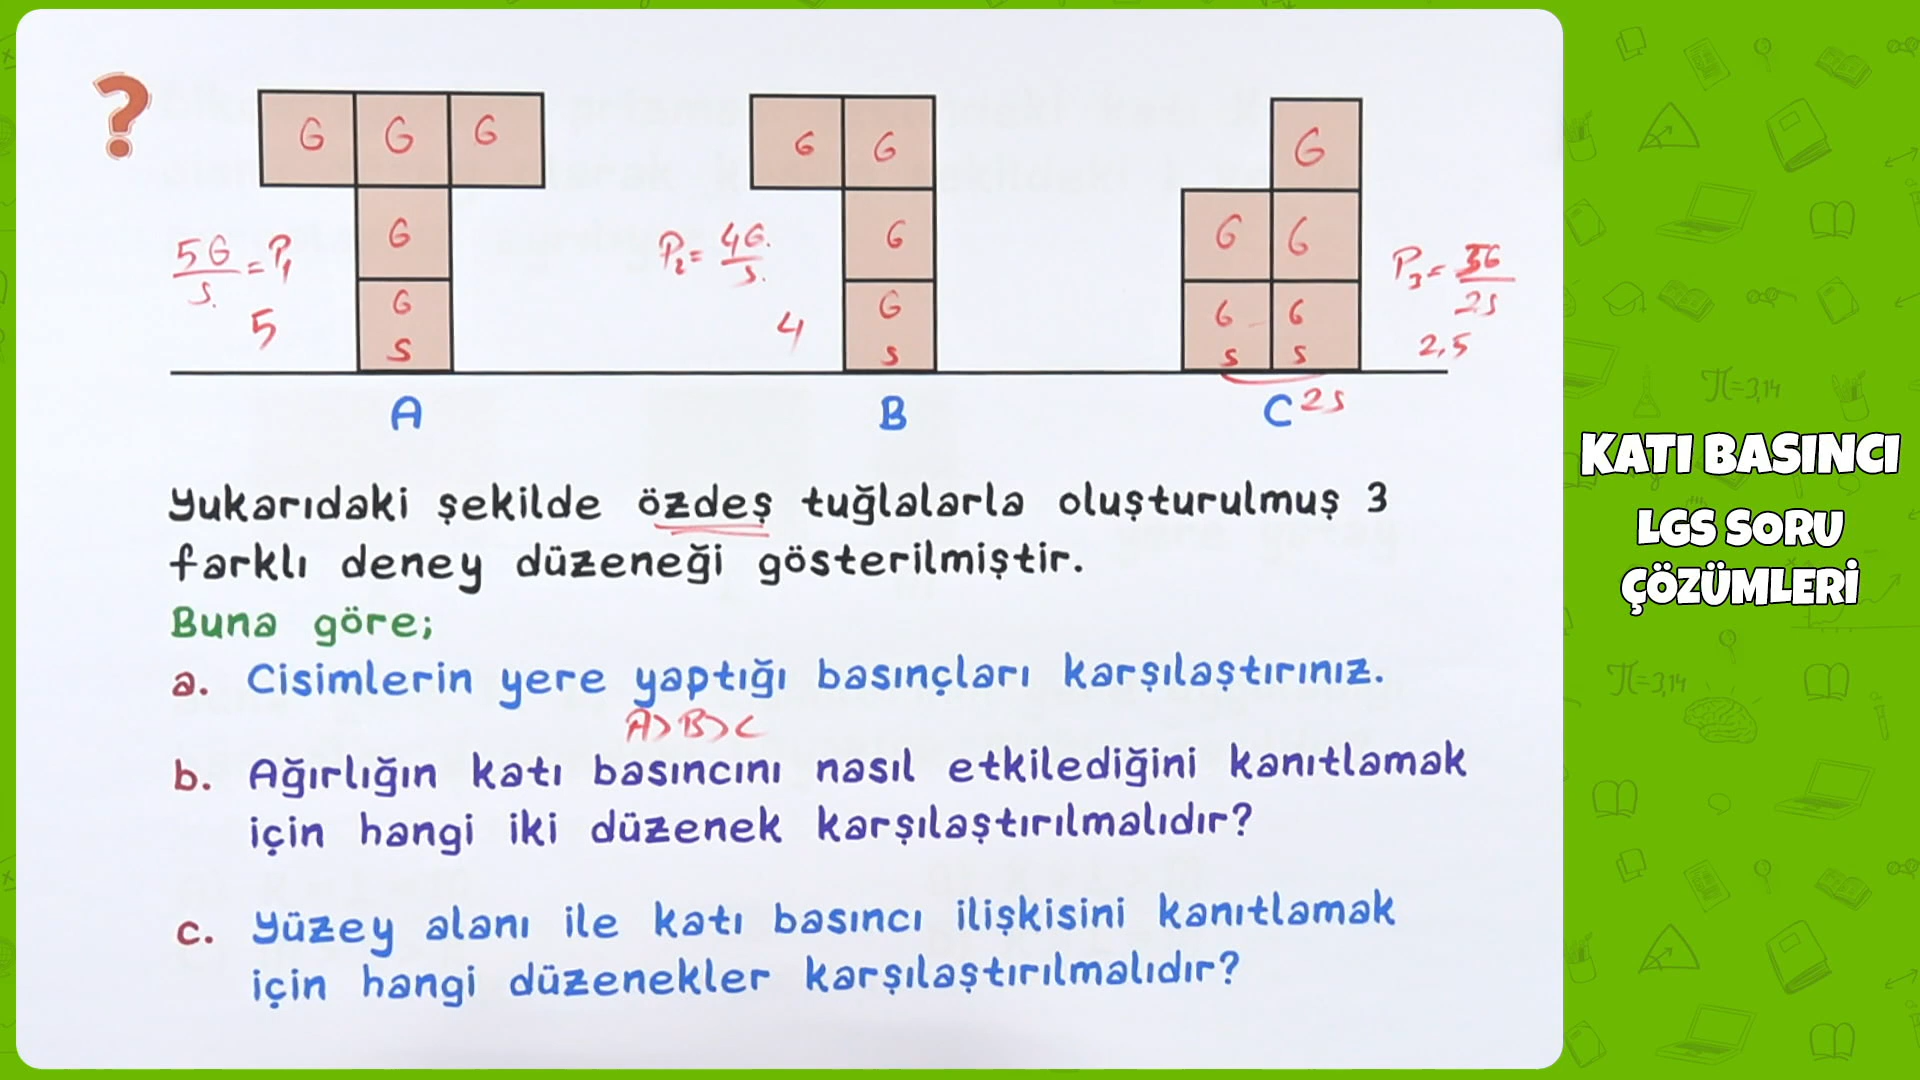 G G G
G
G
S
5G/S. = P1
5
A
G G
G
G
S
P2 = 4G./S.
4
B
G
G G
G G
S S
2S
P3 = 5G/2S
2,5
C
Yukarıdaki şekilde özdeş tuğlalarla oluşturulmuş 3
farklı deney düzeneği gösterilmiştir.
Buna göre;
a. Cisimlerin yere yaptığı basınçları karşılaştırınız.
A>B>C
b. Ağırlığın katı basıncını nasıl etkilediğini kanıtlamak
için hangi iki düzenek karşılaştırılmalıdır?
c. Yüzey alanı ile katı basıncı ilişkisini kanıtlamak
için hangi düzenekler karşılaştırılmalıdır?
KATI BASINCI
LGS SORU
ÇÖZÜMLERİ
π=3,14
π=3,14